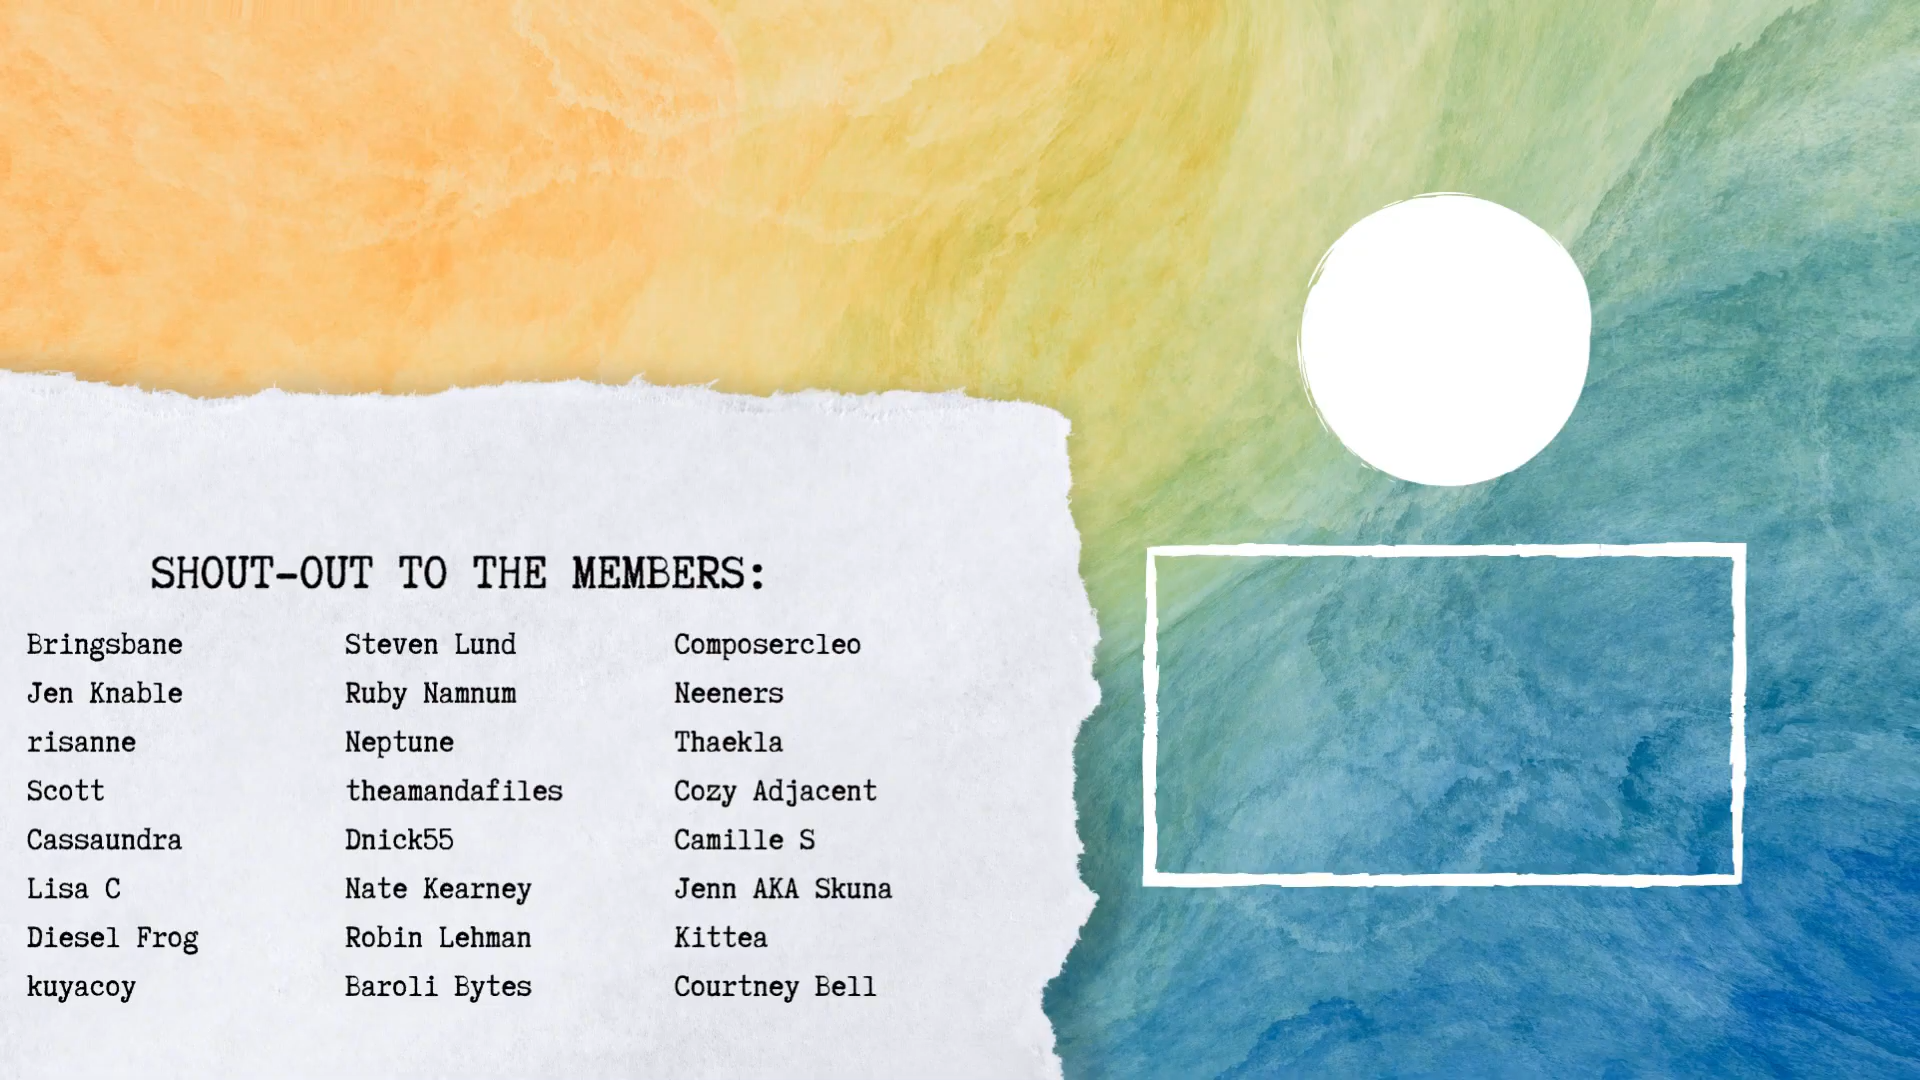 SHOUT-OUT TO THE MEMBERS:
Bringsbane
Jen Knable
risanne
Scott
Cassaundra
Lisa C
Diesel Frog
kuyacoy
Steven Lund
Ruby Namnum
Neptune
theamandafiles
Dnick55
Nate Kearney
Robin Lehman
Baroli Bytes
Composercleo
Neeners
Thaekla
Cozy Adjacent
Camille S
Jenn AKA Skuna
Kittea
Courtney Bell